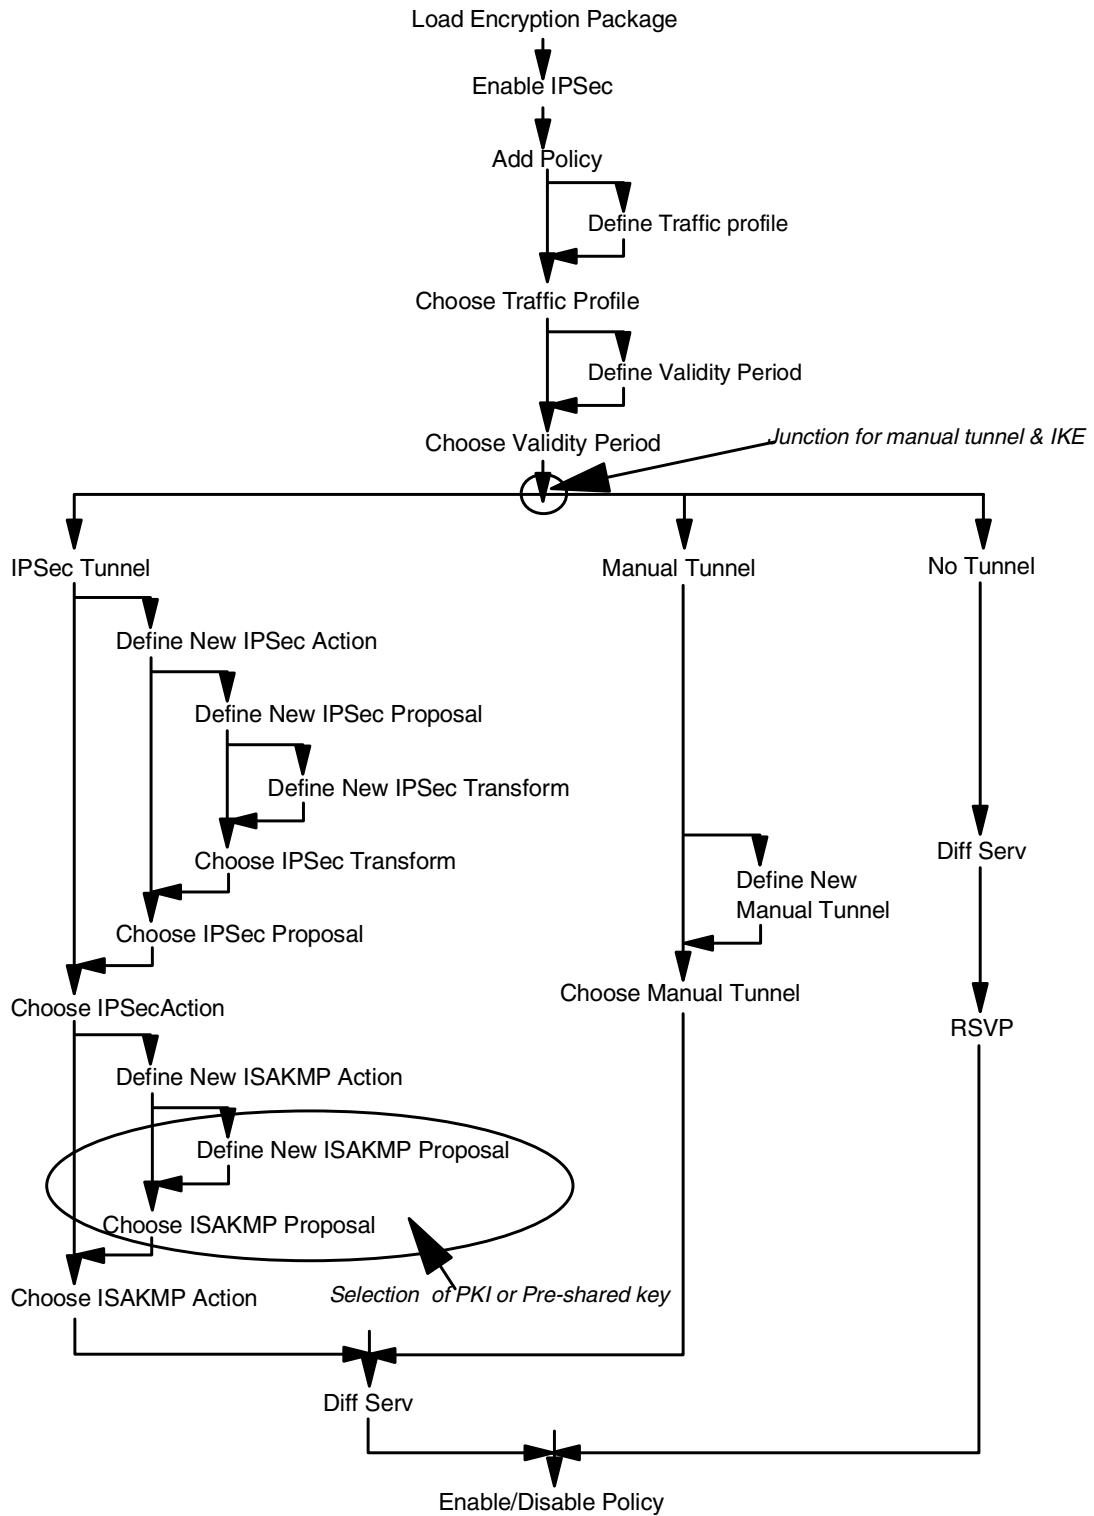 Load Encryption Package
Enable IPSec
Add Policy
Define Traffic profile
Choose Traffic Profile
Define Validity Period
Choose Validity Period
Junction for manual tunnel & IKE
IPSec Tunnel
Manual Tunnel
No Tunnel
Define New IPSec Action
Define New IPSec Proposal
Define New IPSec Transform
Choose IPSec Transform
Diff Serv
Define New
Manual Tunnel
Choose IPSec Proposal
Choose Manual Tunnel
Choose IPSecAction
RSVP
Define New ISAKMP Action
Define New ISAKMP Proposal
Choose ISAKMP Proposal
Choose ISAKMP Action
Selection of PKI or Pre-shared key
Diff Serv
Enable/Disable Policy